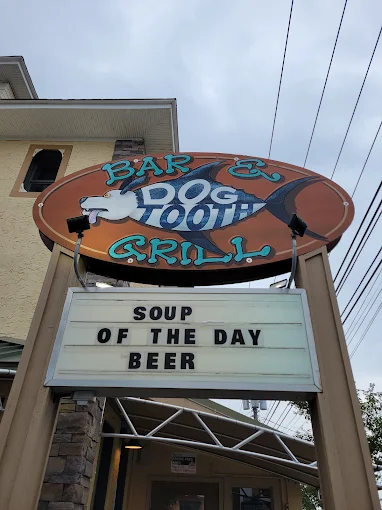 BAR &
DOG
TOOTH
GRILL
SOUP
OF THE DAY
BEER